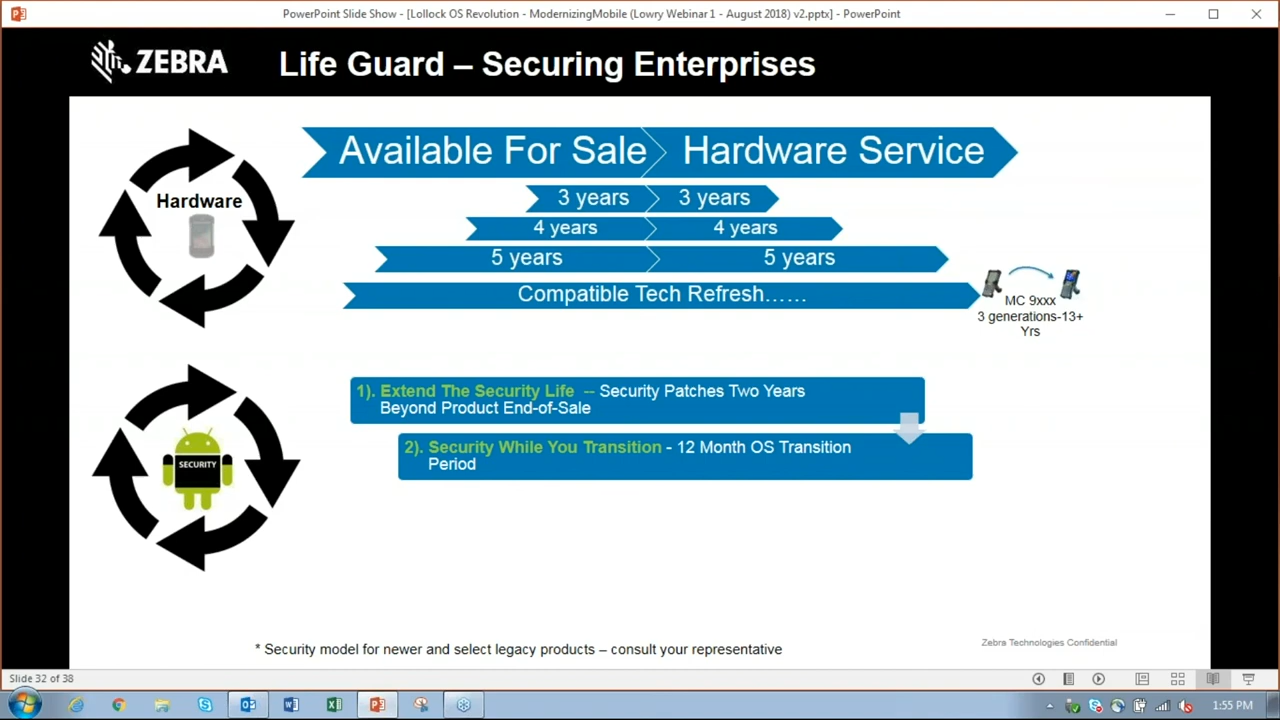 PowerPoint Slide Show - [Lollock OS Revolution - ModernizingMobile (Lowry Webinar 1 - August 2018) v2.pptx] - PowerPoint
ZEBRA
Life Guard – Securing Enterprises
Available For Sale
Hardware Service
Hardware
3 years
3 years
4 years
4 years
5 years
5 years
Compatible Tech Refresh……
MC 9xxx
3 generations-13+
Yrs
1). Extend The Security Life -- Security Patches Two Years
Beyond Product End-of-Sale
2). Security While You Transition - 12 Month OS Transition
Period
SECURITY
Zebra Technologies Confidential
* Security model for newer and select legacy products – consult your representative
Slide 32 of 38
1:55 PM